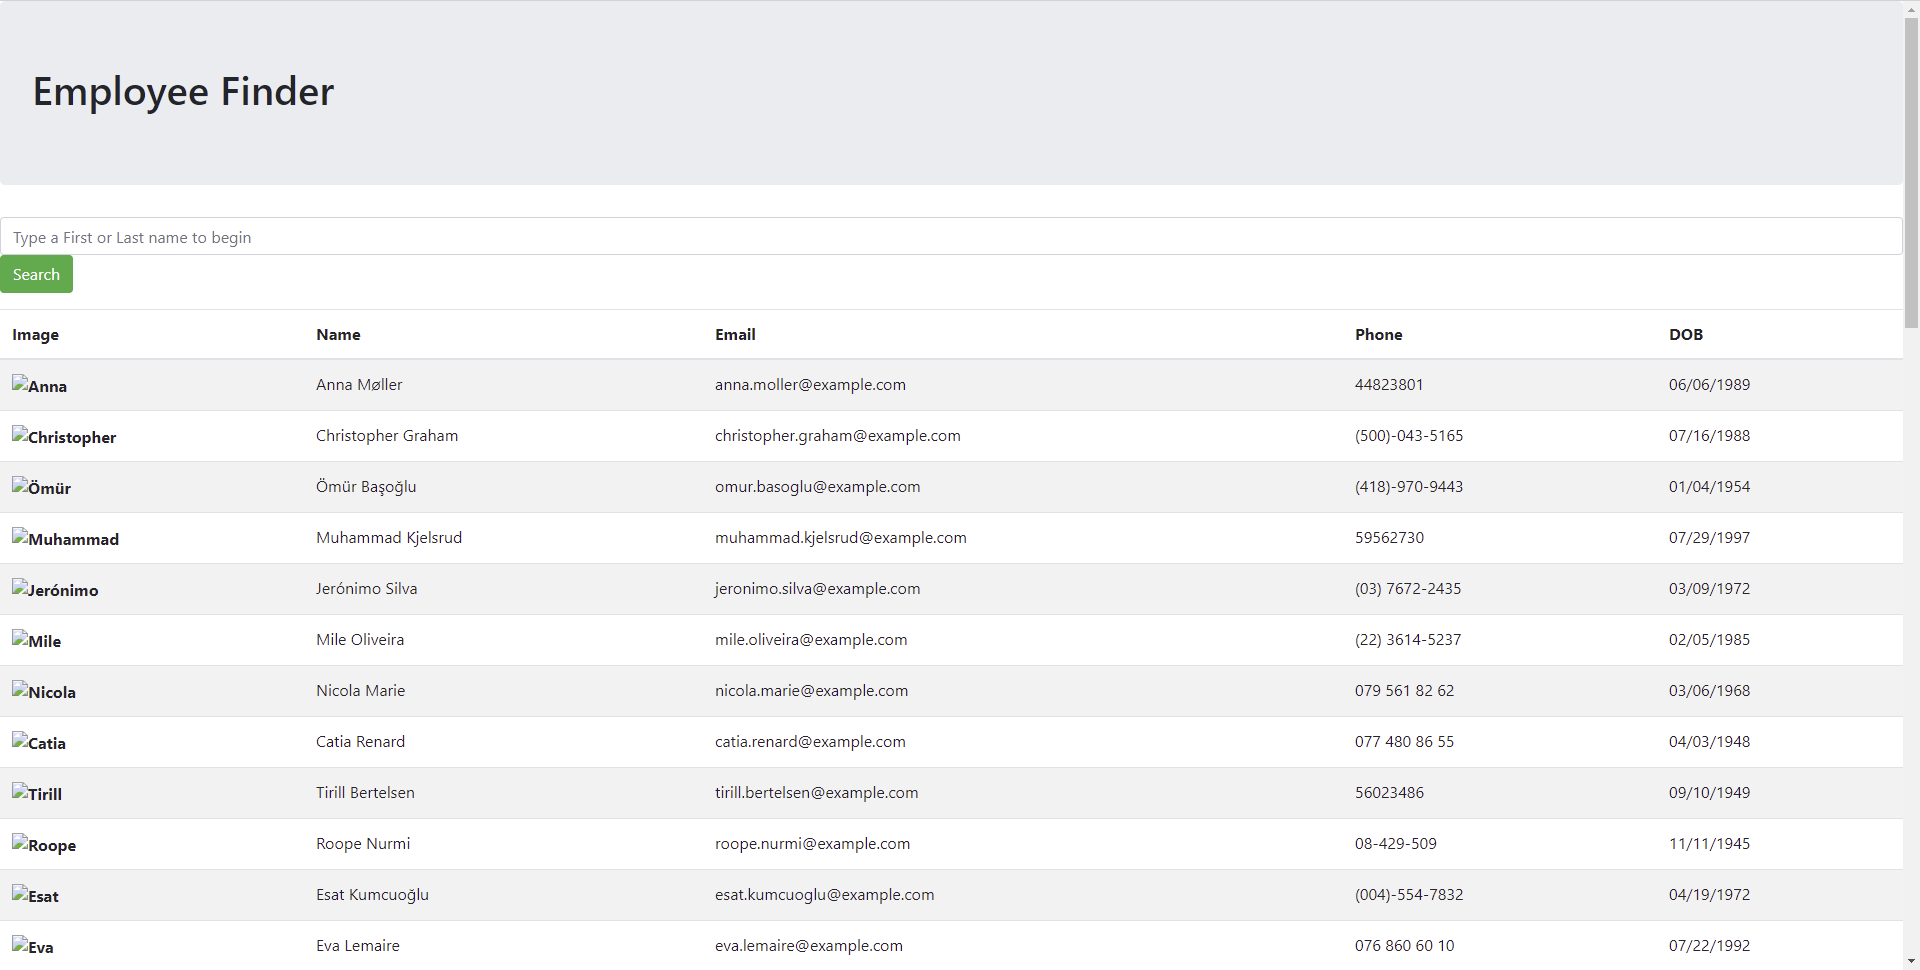 Employee Finder
Type a First or Last name to begin
Search
Image Name Email Phone DOB
Anna Anna Møller anna.moller@example.com 44823801 06/06/1989
Christopher Christopher Graham christopher.graham@example.com (500)-043-5165 07/16/1988
Ömür Ömür Başoğlu omur.basoglu@example.com (418)-970-9443 01/04/1954
Muhammad Muhammad Kjelsrud muhammad.kjelsrud@example.com 59562730 07/29/1997
Jerónimo Jerónimo Silva jeronimo.silva@example.com (03) 7672-2435 03/09/1972
Mile Mile Oliveira mile.oliveira@example.com (22) 3614-5237 02/05/1985
Nicola Nicola Marie nicola.marie@example.com 079 561 82 62 03/06/1968
Catia Catia Renard catia.renard@example.com 077 480 86 55 04/03/1948
Tirill Tirill Bertelsen tirill.bertelsen@example.com 56023486 09/10/1949
Roope Roope Nurmi roope.nurmi@example.com 08-429-509 11/11/1945
Esat Esat Kumcuoğlu esat.kumcuoglu@example.com (004)-554-7832 04/19/1972
Eva Eva Lemaire eva.lemaire@example.com 076 860 60 10 07/22/1992